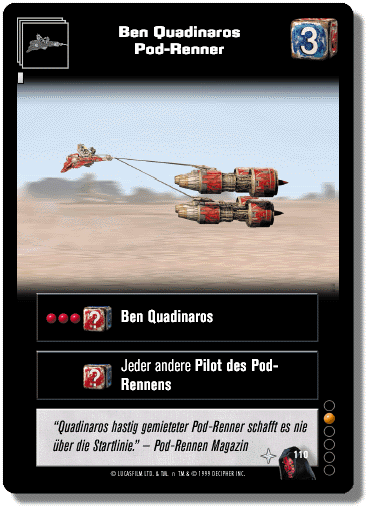 Ben Quadinaros
Pod-Renner
3
? Ben Quadinaros
? Jeder andere Pilot des Pod-
Rennens
“Quadinaros hastig gemieteter Pod-Renner schafft es nie
über die Startlinie.” – Pod-Rennen Magazin
110
© LUCASFILM LTD. & TM. ® TM & © 1999 DECIPHER INC.